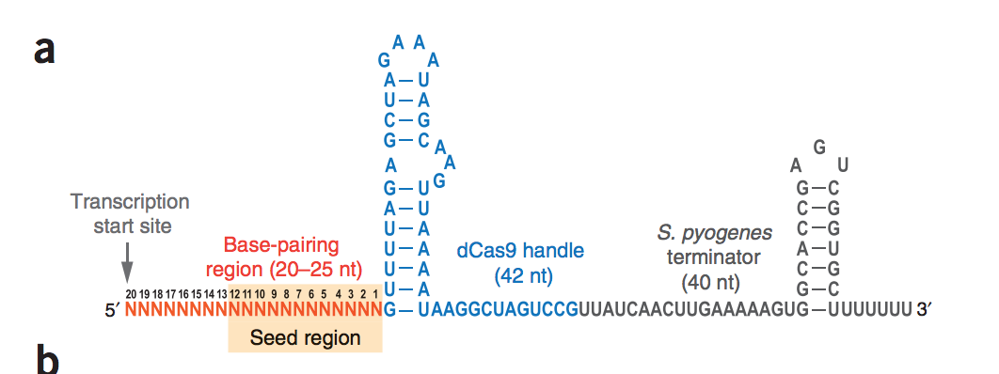 a
A A
G A
A–U
U–A
C–G
G–C A
A A
G–U G
A–U
U–A
U–A
U–A
U–A
G
A U
G–C
C–G
C–G
A–U
C–G
G–C
Transcription
start site
Base-pairing
region (20–25 nt)
dCas9 handle
(42 nt)
S. pyogenes
terminator
(40 nt)
20 19 18 17 16 15 14 13 12 11 10 9 8 7 6 5 4 3 2 1
5′ NNNNNNNNNNNNNNNNNNNNG–UAAGGCUAGUCCGUUAUCAACUUGAAAAAGUG–UUUUUUU 3′
Seed region
b